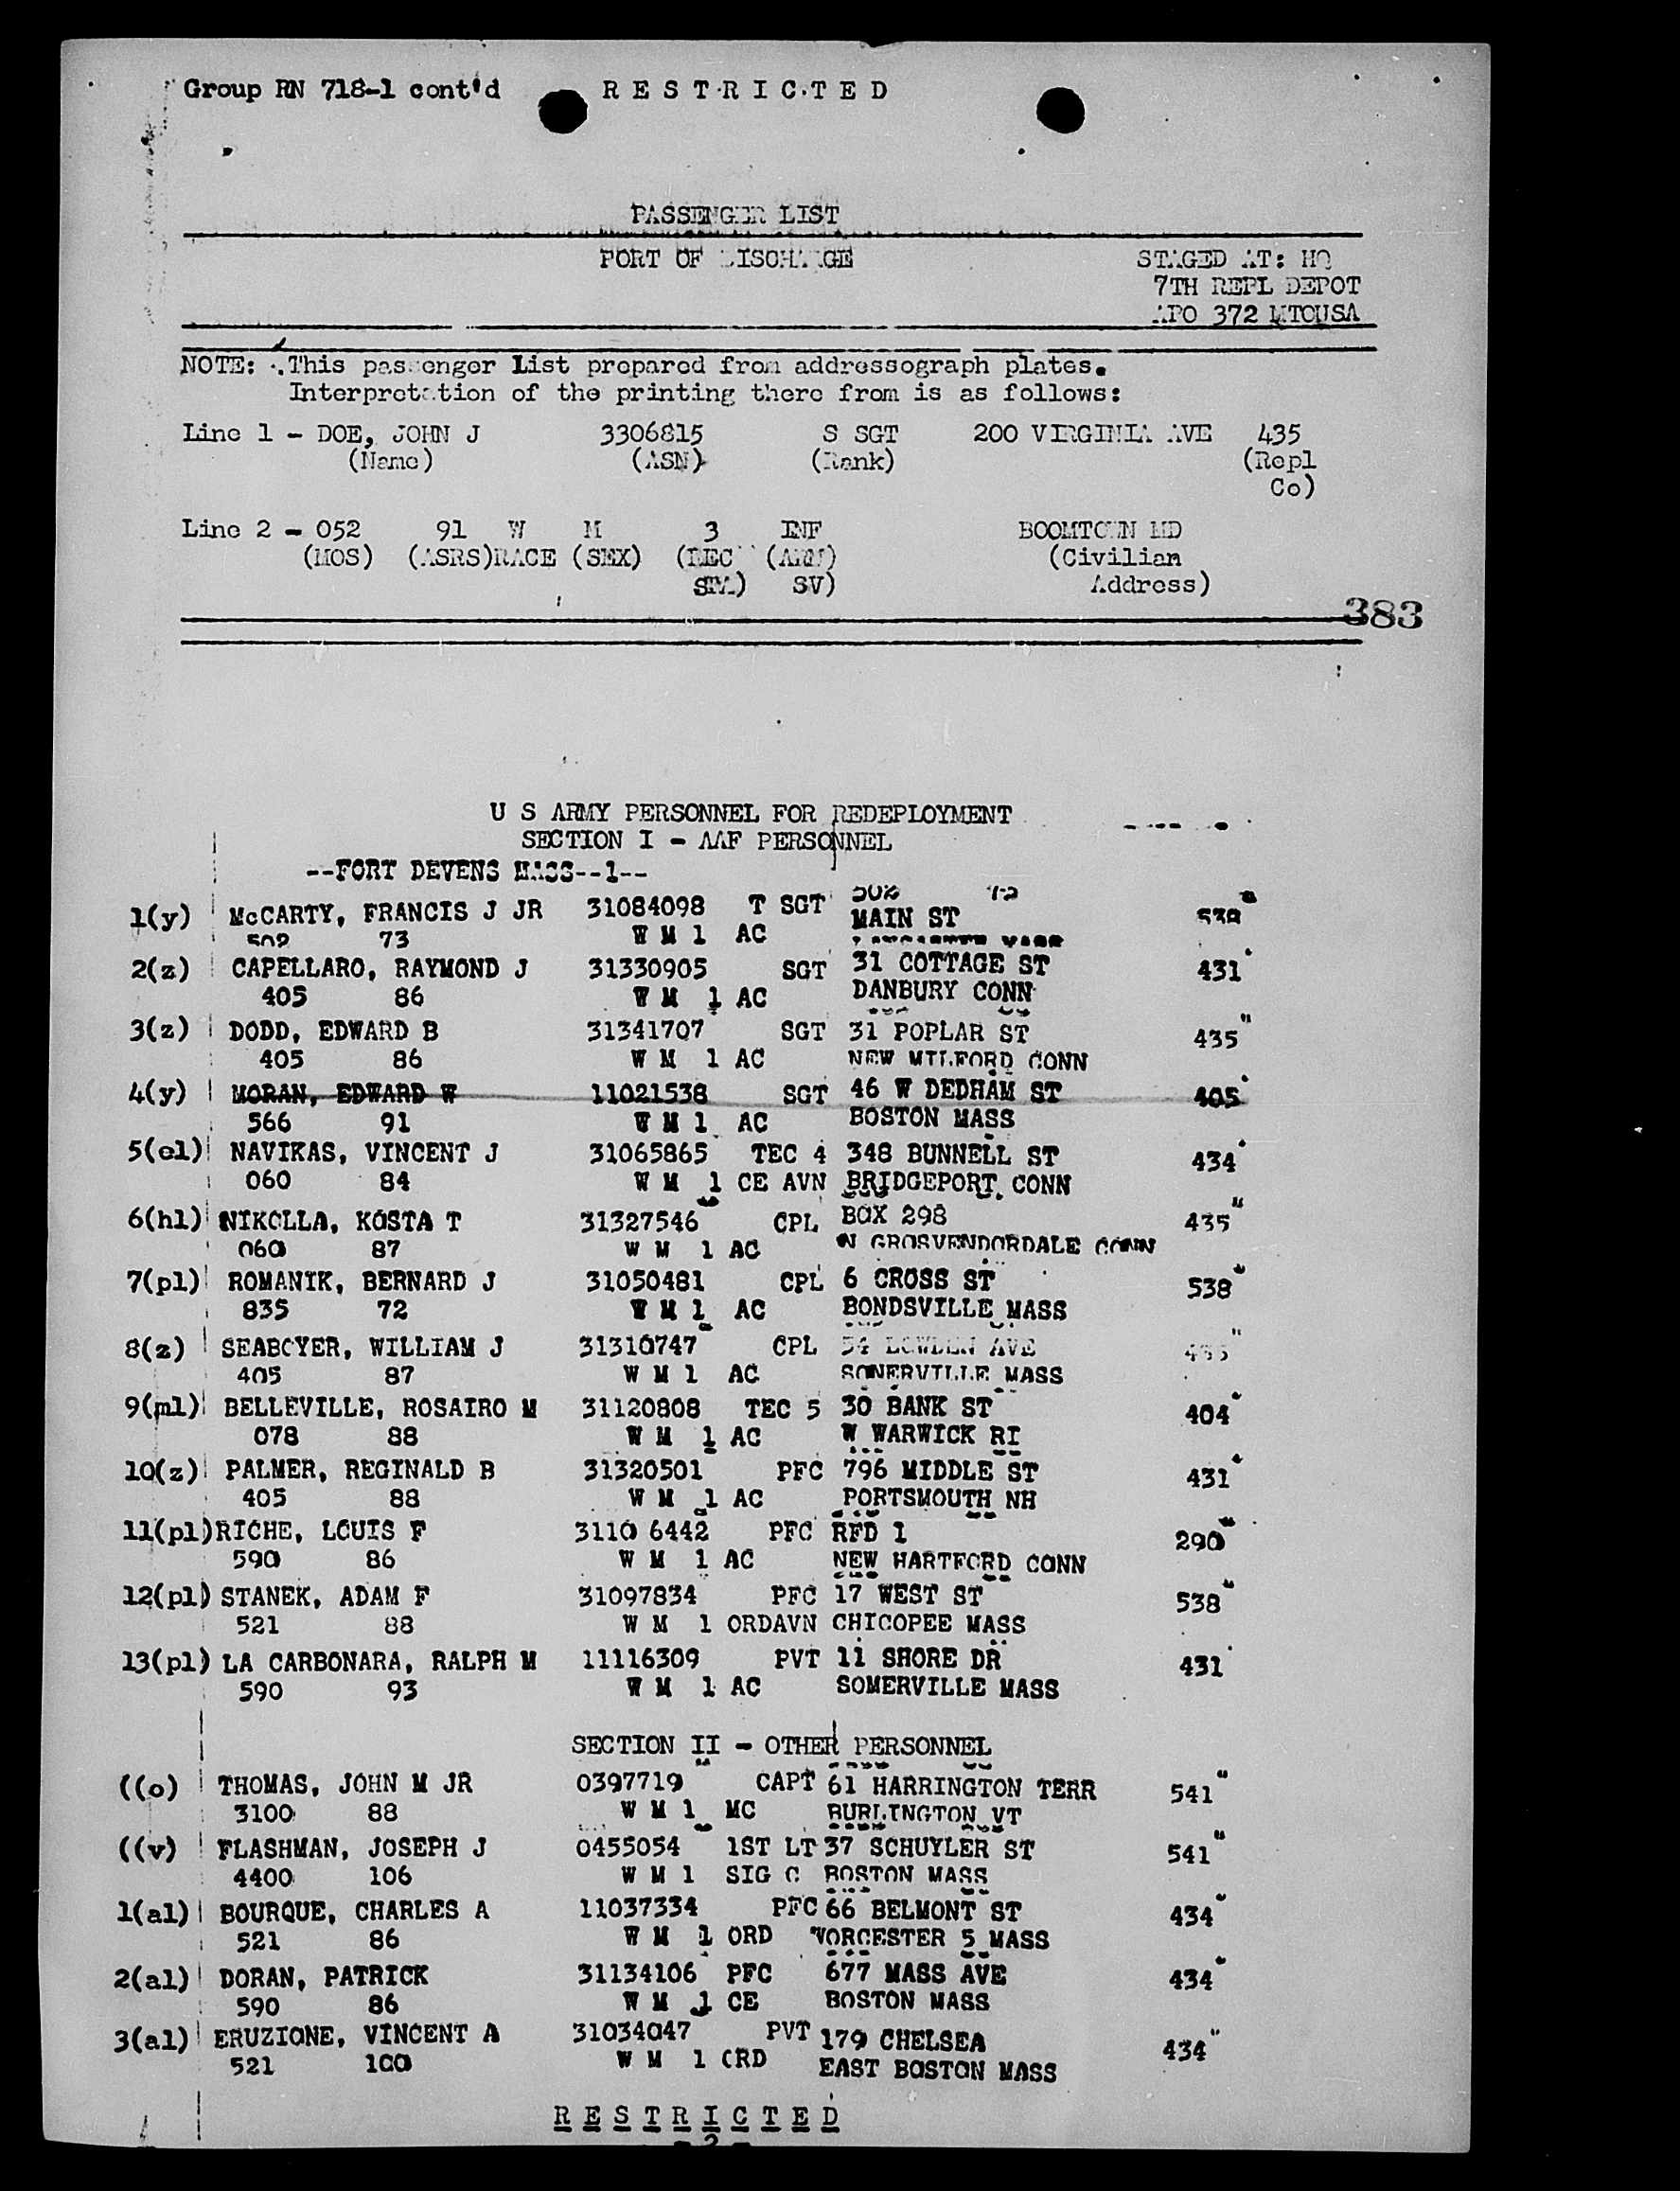 Group RN 718-1 cont'd R E S T R I C T E D
PASSENGER LIST
PORT OF DISCHARGE STAGED AT: HQ
7TH REPL DEPOT
APO 372 MTOUSA
NOTE: This passenger List prepared from addressograph plates.
Interpretation of the printing there from is as follows:
Line 1 - DOE, JOHN J 3306815 S SGT 200 VIRGINIA AVE 435
(Name) (ASN) (Rank) (Repl
Co)
Line 2 - 052 91 W M 3 INF BOOMTOWN MD
(MOS) (ASRS)RACE (SEX) (REC (ARM) (Civilian
STA) SV) Address)
383
U S ARMY PERSONNEL FOR REDEPLOYMENT
SECTION I - AAF PERSONNEL
--FORT DEVENS MASS--1--
502 73
1(y) McCARTY, FRANCIS J JR 31084098 T SGT MAIN ST 538
502 73 W M 1 AC
2(z) CAPELLARO, RAYMOND J 31330905 SGT 31 COTTAGE ST 431
405 86 W M 1 AC DANBURY CONN
3(z) DODD, EDWARD B 31341707 SGT 31 POPLAR ST 435
405 86 W M 1 AC NEW MILFORD CONN
4(y) MORAN, EDWARD W 11021538 SGT 46 W DEDHAM ST 405
566 91 W M 1 AC BOSTON MASS
5(el) NAVIKAS, VINCENT J 31065865 TEC 4 348 BUNNELL ST 434
060 84 W M 1 CE AVN BRIDGEPORT CONN
6(hl) NIKOLLA, KOSTA T 31327546 CPL BOX 298 435
060 87 W M 1 AC N GROSVENDORDALE CONN
7(pl) ROMANIK, BERNARD J 31050481 CPL 6 CROSS ST 538
835 72 W M 1 AC BONDSVILLE MASS
8(z) SEABOYER, WILLIAM J 31310747 CPL 54 LOWDEN AVE 435
405 87 W M 1 AC SOMERVILLE MASS
9(ml) BELLEVILLE, ROSAIRO M 31120808 TEC 5 30 BANK ST 404
078 88 W M 1 AC W WARWICK RI
10(z) PALMER, REGINALD B 31320501 PFC 796 MIDDLE ST 431
405 88 W M 1 AC PORTSMOUTH NH
11(pl) RICHE, LOUIS F 3110 6442 PFC RFD 1 290
590 86 W M 1 AC NEW HARTFORD CONN
12(pl) STANEK, ADAM F 31097834 PFC 17 WEST ST 538
521 88 W M 1 ORDAVN CHICOPEE MASS
13(pl) LA CARBONARA, RALPH M 11116309 PVT 11 SHORE DR 431
590 93 W M 1 AC SOMERVILLE MASS
SECTION II - OTHER PERSONNEL
((o) THOMAS, JOHN M JR 0397719 CAPT 61 HARRINGTON TERR 541
3100 88 W M 1 MC BURLINGTON VT
((v) FLASHMAN, JOSEPH J 0455054 1ST LT 37 SCHUYLER ST 541
4400 106 W M 1 SIG C BOSTON MASS
1(al) BOURQUE, CHARLES A 11037334 PFC 66 BELMONT ST 434
521 86 W M 1 ORD WORCESTER 5 MASS
2(al) DORAN, PATRICK 31134106 PFC 677 MASS AVE 434
590 86 W M 1 CE BOSTON MASS
3(al) ERUZIONE, VINCENT A 31034047 PVT 179 CHELSEA 434
521 100 W M 1 ORD EAST BOSTON MASS
R E S T R I C T E D
- 2 -